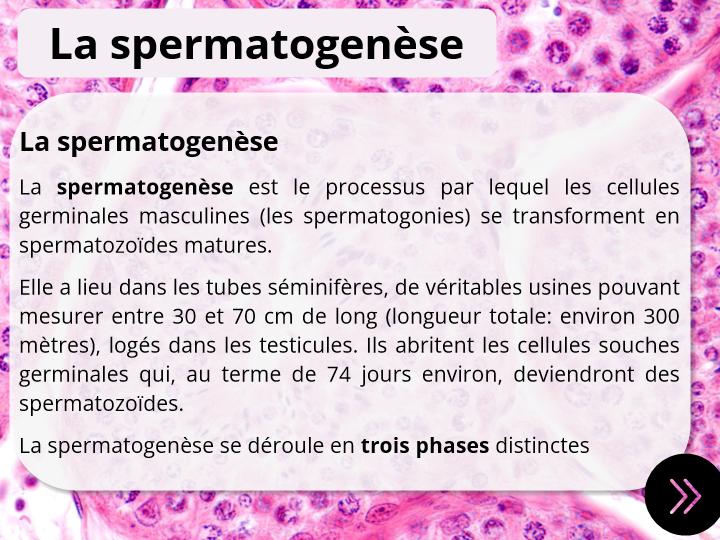 La spermatogenèse
La spermatogenèse
La spermatogenèse est le processus par lequel les cellules
germinales masculines (les spermatogonies) se transforment en
spermatozoïdes matures.
Elle a lieu dans les tubes séminifères, de véritables usines pouvant
mesurer entre 30 et 70 cm de long (longueur totale: environ 300
mètres), logés dans les testicules. Ils abritent les cellules souches
germinales qui, au terme de 74 jours environ, deviendront des
spermatozoïdes.
La spermatogenèse se déroule en trois phases distinctes